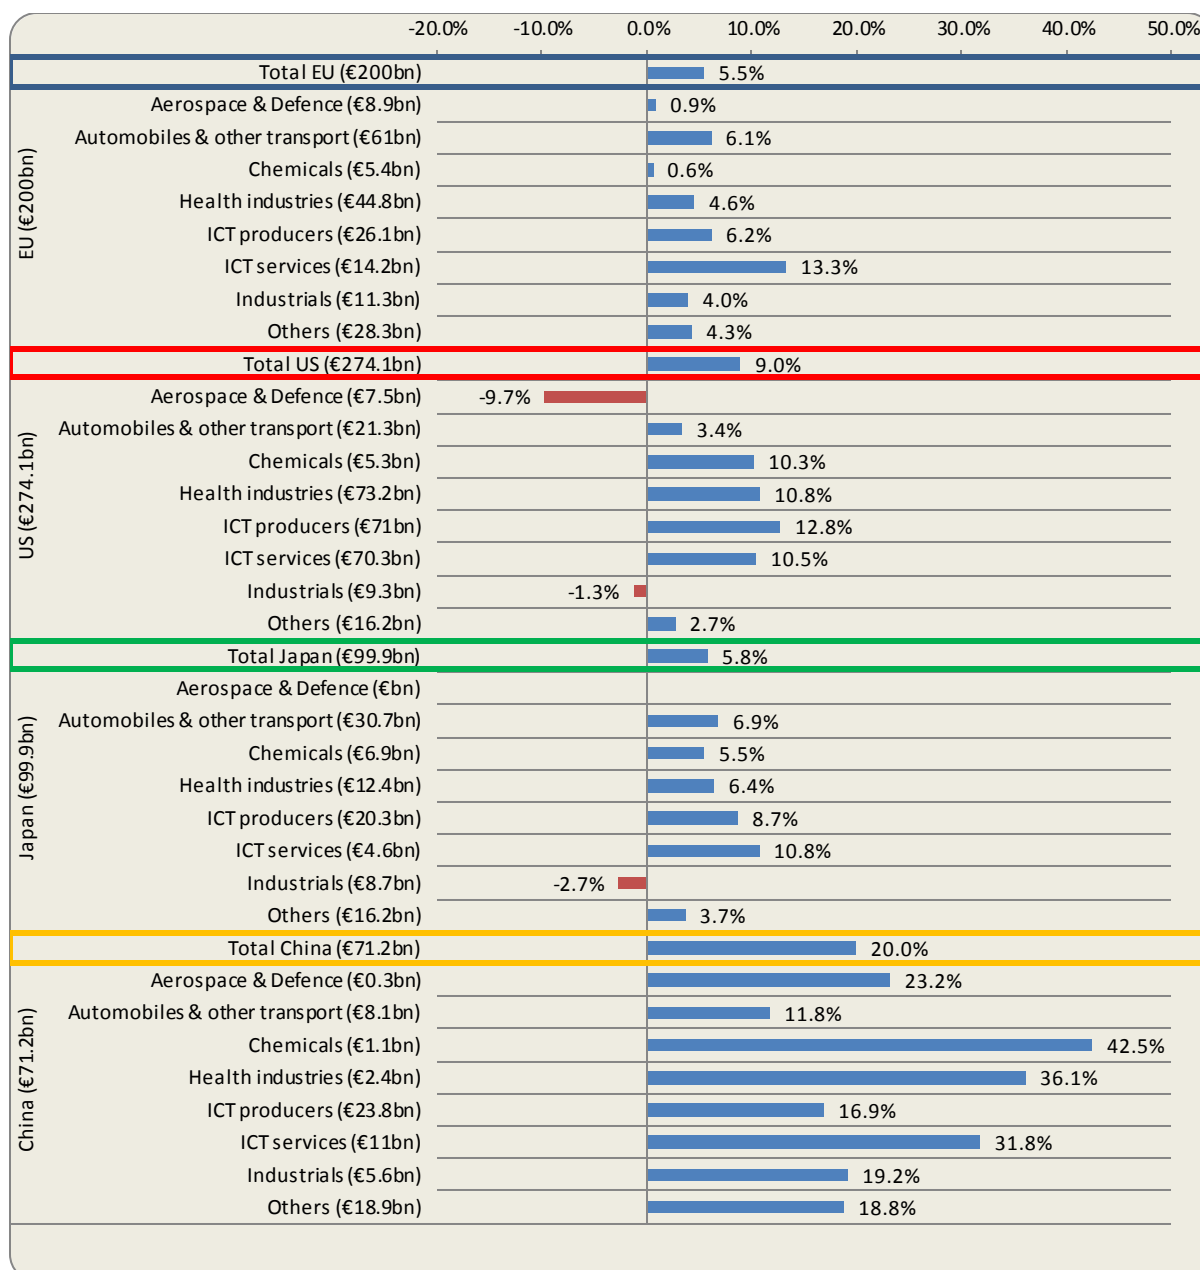 -20.0% -10.0% 0.0% 10.0% 20.0% 30.0% 40.0% 50.0%
Total EU (€200bn) 5.5%
EU (€200bn)
Aerospace & Defence (€8.9bn) 0.9%
Automobiles & other transport (€61bn) 6.1%
Chemicals (€5.4bn) 0.6%
Health industries (€44.8bn) 4.6%
ICT producers (€26.1bn) 6.2%
ICT services (€14.2bn) 13.3%
Industrials (€11.3bn) 4.0%
Others (€28.3bn) 4.3%
Total US (€274.1bn) 9.0%
US (€274.1bn)
Aerospace & Defence (€7.5bn) -9.7%
Automobiles & other transport (€21.3bn) 3.4%
Chemicals (€5.3bn) 10.3%
Health industries (€73.2bn) 10.8%
ICT producers (€71bn) 12.8%
ICT services (€70.3bn) 10.5%
Industrials (€9.3bn) -1.3%
Others (€16.2bn) 2.7%
Total Japan (€99.9bn) 5.8%
Japan (€99.9bn)
Aerospace & Defence (€bn)
Automobiles & other transport (€30.7bn) 6.9%
Chemicals (€6.9bn) 5.5%
Health industries (€12.4bn) 6.4%
ICT producers (€20.3bn) 8.7%
ICT services (€4.6bn) 10.8%
Industrials (€8.7bn) -2.7%
Others (€16.2bn) 3.7%
Total China (€71.2bn) 20.0%
China (€71.2bn)
Aerospace & Defence (€0.3bn) 23.2%
Automobiles & other transport (€8.1bn) 11.8%
Chemicals (€1.1bn) 42.5%
Health industries (€2.4bn) 36.1%
ICT producers (€23.8bn) 16.9%
ICT services (€11bn) 31.8%
Industrials (€5.6bn) 19.2%
Others (€18.9bn) 18.8%